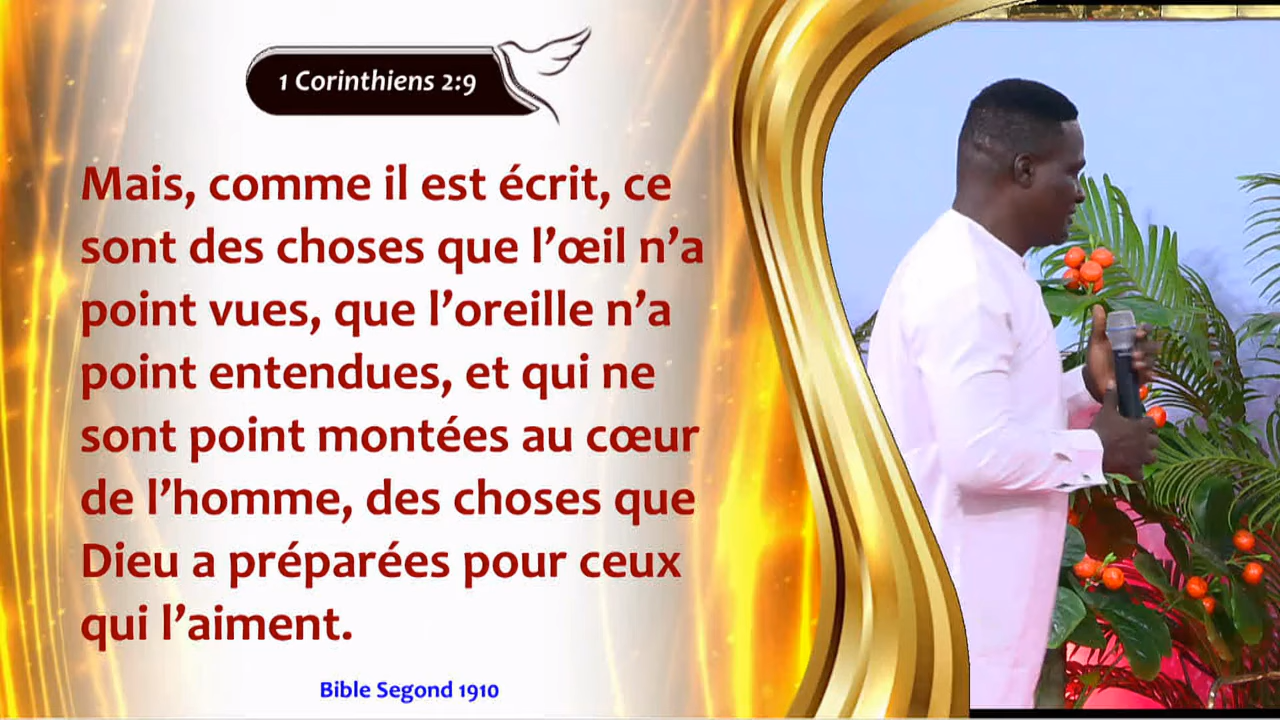 1 Corinthiens 2:9
Mais, comme il est écrit, ce
sont des choses que l’œil n’a
point vues, que l’oreille n’a
point entendues, et qui ne
sont point montées au cœur
de l’homme, des choses que
Dieu a préparées pour ceux
qui l’aiment.
Bible Segond 1910